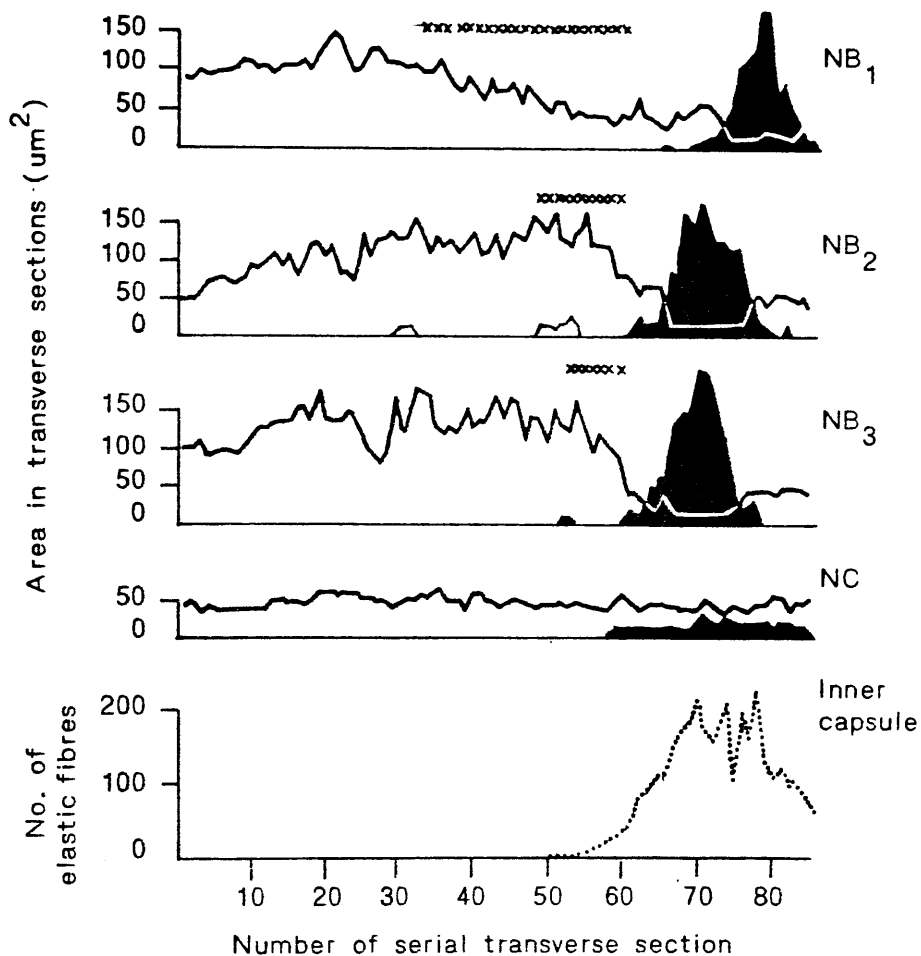 Area in transverse sections (um2)
150
100
50
0
NB1
150
100
50
0
NB2
150
100
50
0
NB3
50
0
NC
No. of
elastic fibres
200
100
0
Inner
capsule
10 20 30 40 50 60 70 80
Number of serial transverse section